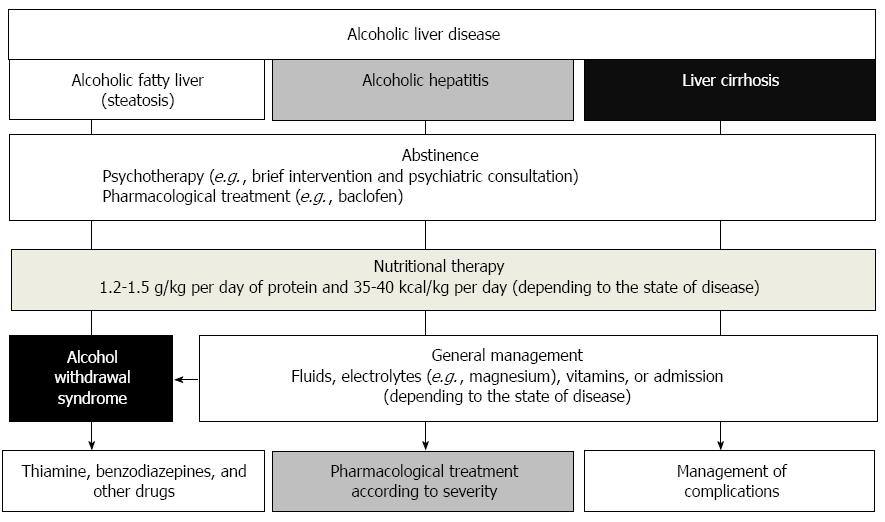 Alcoholic liver disease
Alcoholic fatty liver
(steatosis)
Alcoholic hepatitis
Liver cirrhosis
Abstinence
Psychotherapy (e.g., brief intervention and psychiatric consultation)
Pharmacological treatment (e.g., baclofen)
Nutritional therapy
1.2-1.5 g/kg per day of protein and 35-40 kcal/kg per day (depending to the state of disease)
Alcohol
withdrawal
syndrome
General management
Fluids, electrolytes (e.g., magnesium), vitamins, or admission
(depending to the state of disease)
Thiamine, benzodiazepines, and
other drugs
Pharmacological treatment
according to severity
Management of
complications